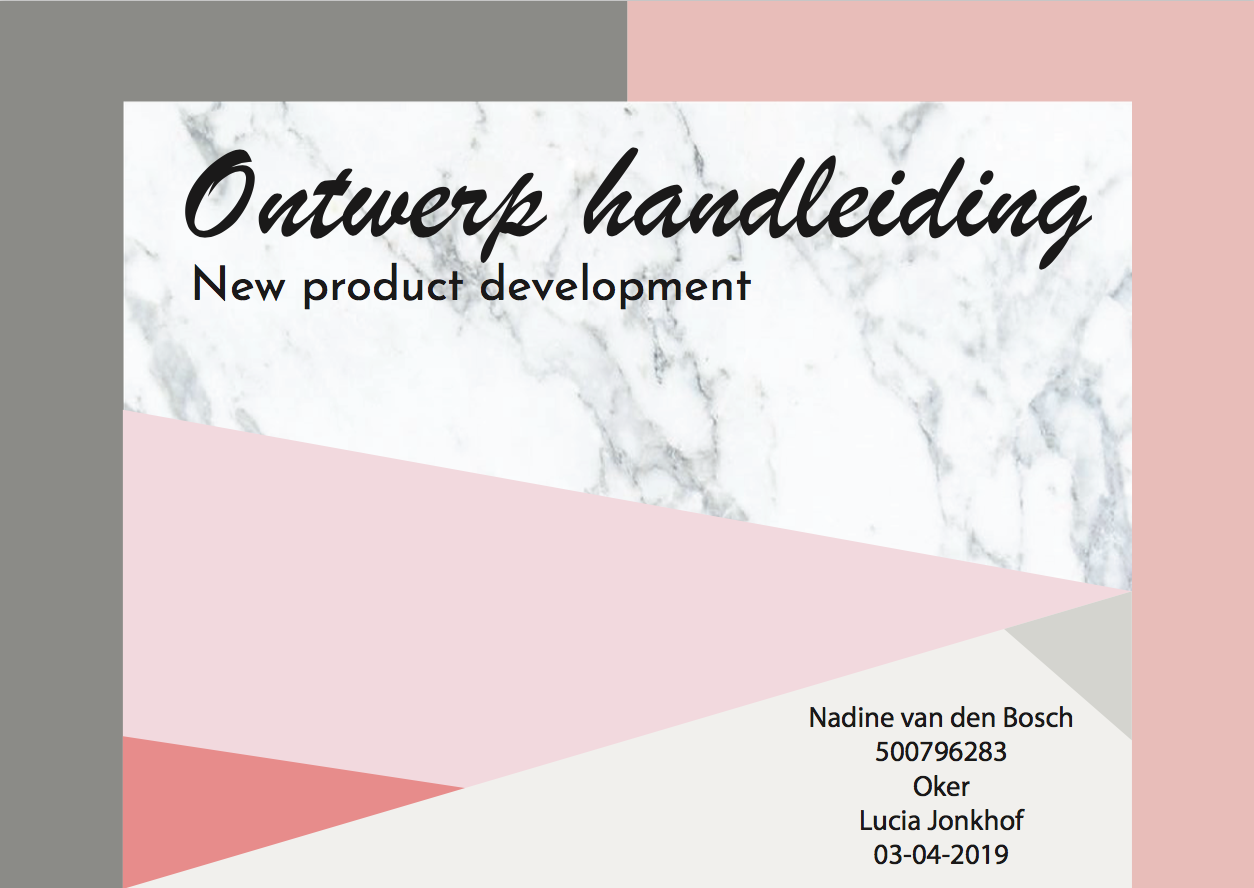 Ontwerp handleiding
New product development
Nadine van den Bosch
500796283
Oker
Lucia Jonkhof
03-04-2019